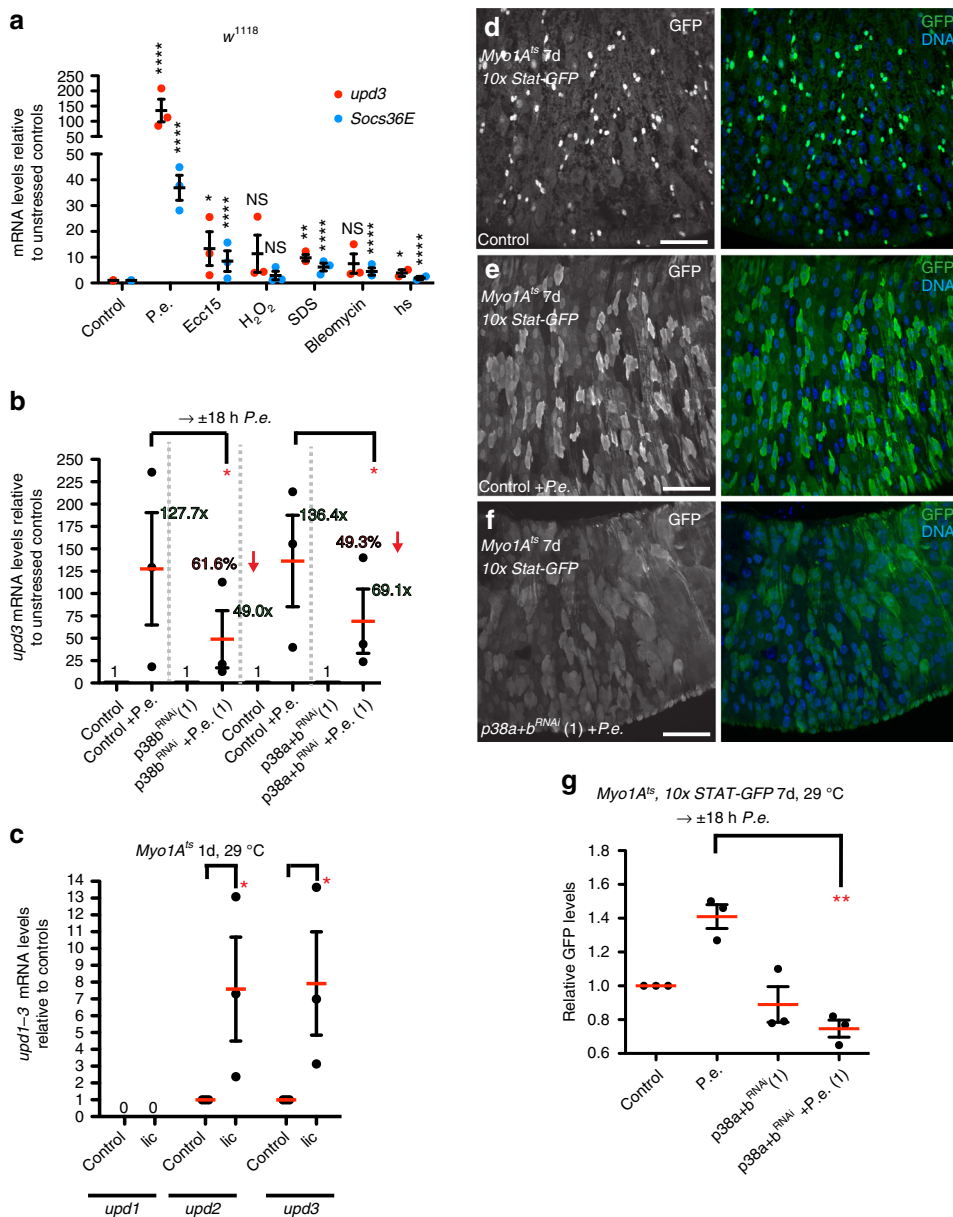 a
w1118
mRNA levels relative
to unstressed controls
250
200
150
100
50
40
30
20
10
0
****
****
*
****
NS
NS
**
****
****
*
****
upd3
Socs36E
Control
P.e.
Ecc15
H2O2
SDS
Bleomycin
hs
b
→ ±18 h P.e.
upd3 mRNA levels relative
to unstressed controls
250
225
200
175
150
125
100
75
50
25
0
1
127.7x
1
61.6%
49.0x
*
1
136.4x
1
49.3%
69.1x
*
Control
Control +P.e.
p38bRNAi (1)
p38bRNAi +P.e. (1)
Control
Control +P.e.
p38a+bRNAi (1)
p38a+bRNAi +P.e. (1)
c
Myo1Ats 1d, 29 °C
upd1–3 mRNA levels
relative to controls
14
13
12
11
10
9
8
7
6
5
4
3
2
1
0
0
*
*
Control
lic
Control
lic
Control
lic
upd1
upd2
upd3
d
GFP
Myo1Ats 7d
10x Stat-GFP
Control
GFP
DNA
e
GFP
Myo1Ats 7d
10x Stat-GFP
Control +P.e.
GFP
DNA
f
GFP
Myo1Ats 7d
10x Stat-GFP
p38a+bRNAi (1) +P.e.
GFP
DNA
g
Myo1Ats, 10x STAT-GFP 7d, 29 °C
→ ±18 h P.e.
Relative GFP levels
1.8
1.6
1.4
1.2
1.0
0.8
0.6
**
Control
P.e.
p38a+bRNAi (1)
p38a+bRNAi +P.e. (1)